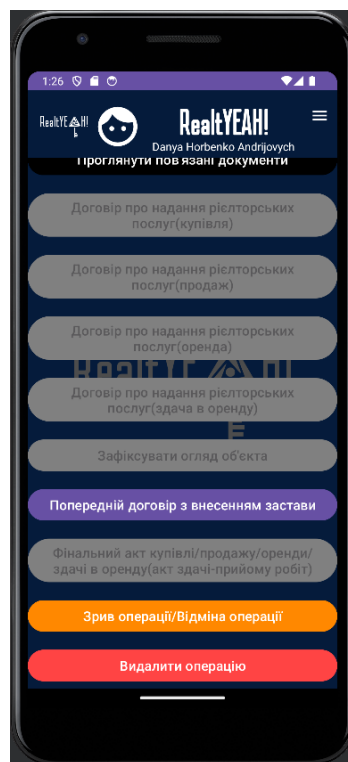 1:26
RealtYEAH!
RealtYEAH!
Danya Horbenko Andrijovych
Проглянути пов'язані документи
Договір про надання рієлторських
послуг(купівля)
Договір про надання рієлторських
послуг(продаж)
Договір про надання рієлторських
послуг(оренда)
RealtYEAH!
Договір про надання рієлторських
послуг(здача в оренду)
Зафіксувати огляд об'єкта
Попередній договір з внесенням застави
Фінальний акт купівлі/продажу/оренди/
здачі в оренду(акт здачі-прийому робіт)
Зрив операції/Відміна операції
Видалити операцію